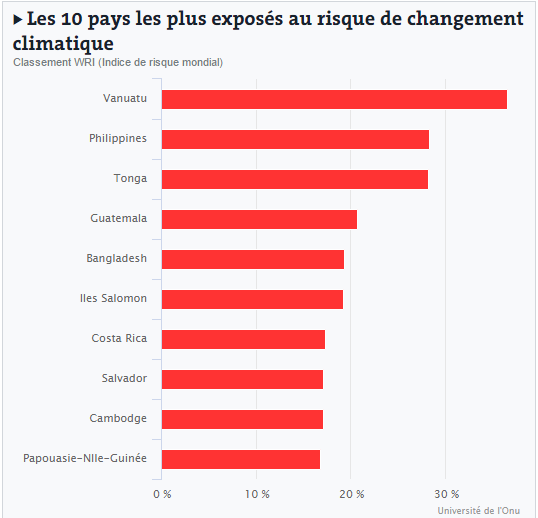 ▸ Les 10 pays les plus exposés au risque de changement
climatique
Classement WRI (Indice de risque mondial)
Vanuatu
Philippines
Tonga
Guatemala
Bangladesh
Iles Salomon
Costa Rica
Salvador
Cambodge
Papouasie-Nlle-Guinée
0 % 10 % 20 % 30 %
Université de l'Onu